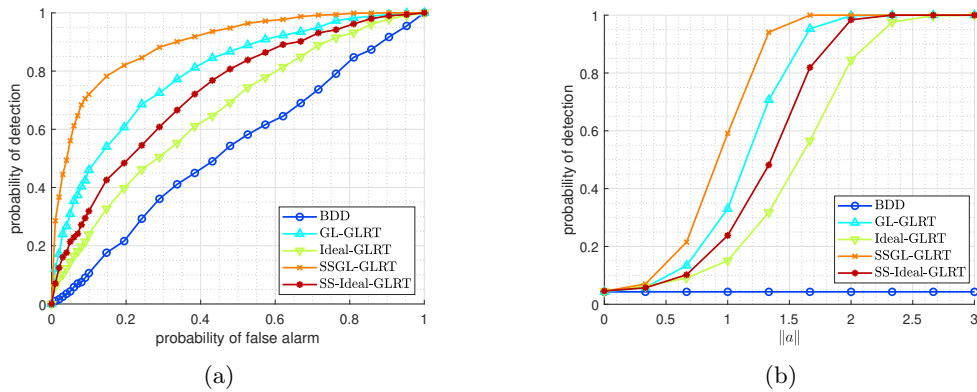 probability of detection
1
0.8
0.6
0.4
0.2
0
0 0.2 0.4 0.6 0.8 1
probability of false alarm
BDD
GL-GLRT
Ideal-GLRT
SSGL-GLRT
SS-Ideal-GLRT
(a)
probability of detection
1
0.8
0.6
0.4
0.2
0
0 0.5 1 1.5 2 2.5 3
‖a‖
BDD
GL-GLRT
Ideal-GLRT
SSGL-GLRT
SS-Ideal-GLRT
(b)